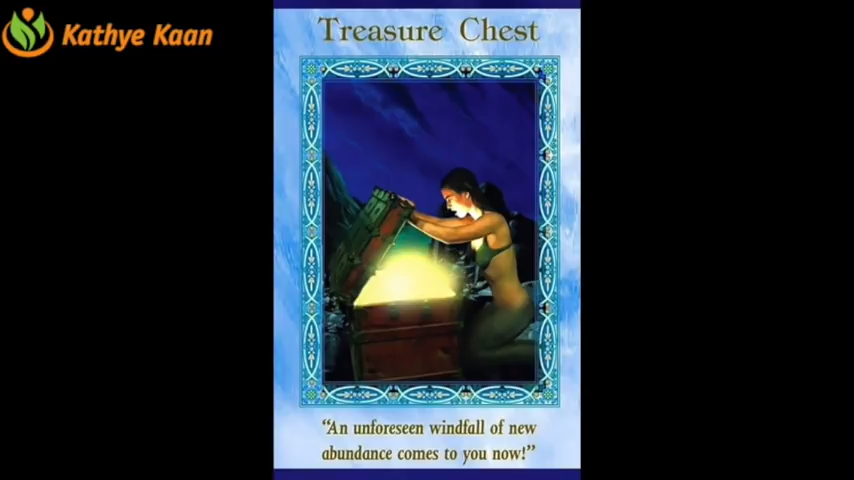 Kathye Kaan
Treasure Chest
“An unforeseen windfall of new
abundance comes to you now!”